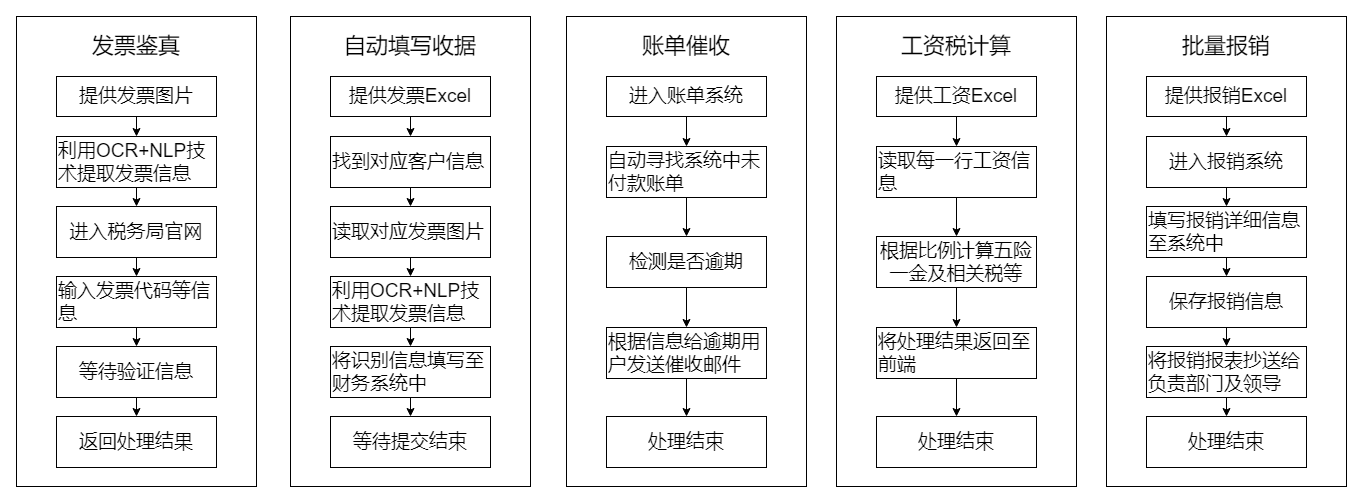 发票鉴真
提供发票图片
利用OCR+NLP技
术提取发票信息
进入税务局官网
输入发票代码等信
息
等待验证信息
返回处理结果
自动填写收据
提供发票Excel
找到对应客户信息
读取对应发票图片
利用OCR+NLP技
术提取发票信息
将识别信息填写至
财务系统中
等待提交结束
账单催收
进入账单系统
自动寻找系统中未
付款账单
检测是否逾期
根据信息给逾期用
户发送催收邮件
处理结束
工资税计算
提供工资Excel
读取每一行工资信
息
根据比例计算五险
一金及相关税等
将处理结果返回至
前端
处理结束
批量报销
提供报销Excel
进入报销系统
填写报销详细信息
至系统中
保存报销信息
将报销报表抄送给
负责部门及领导
处理结束